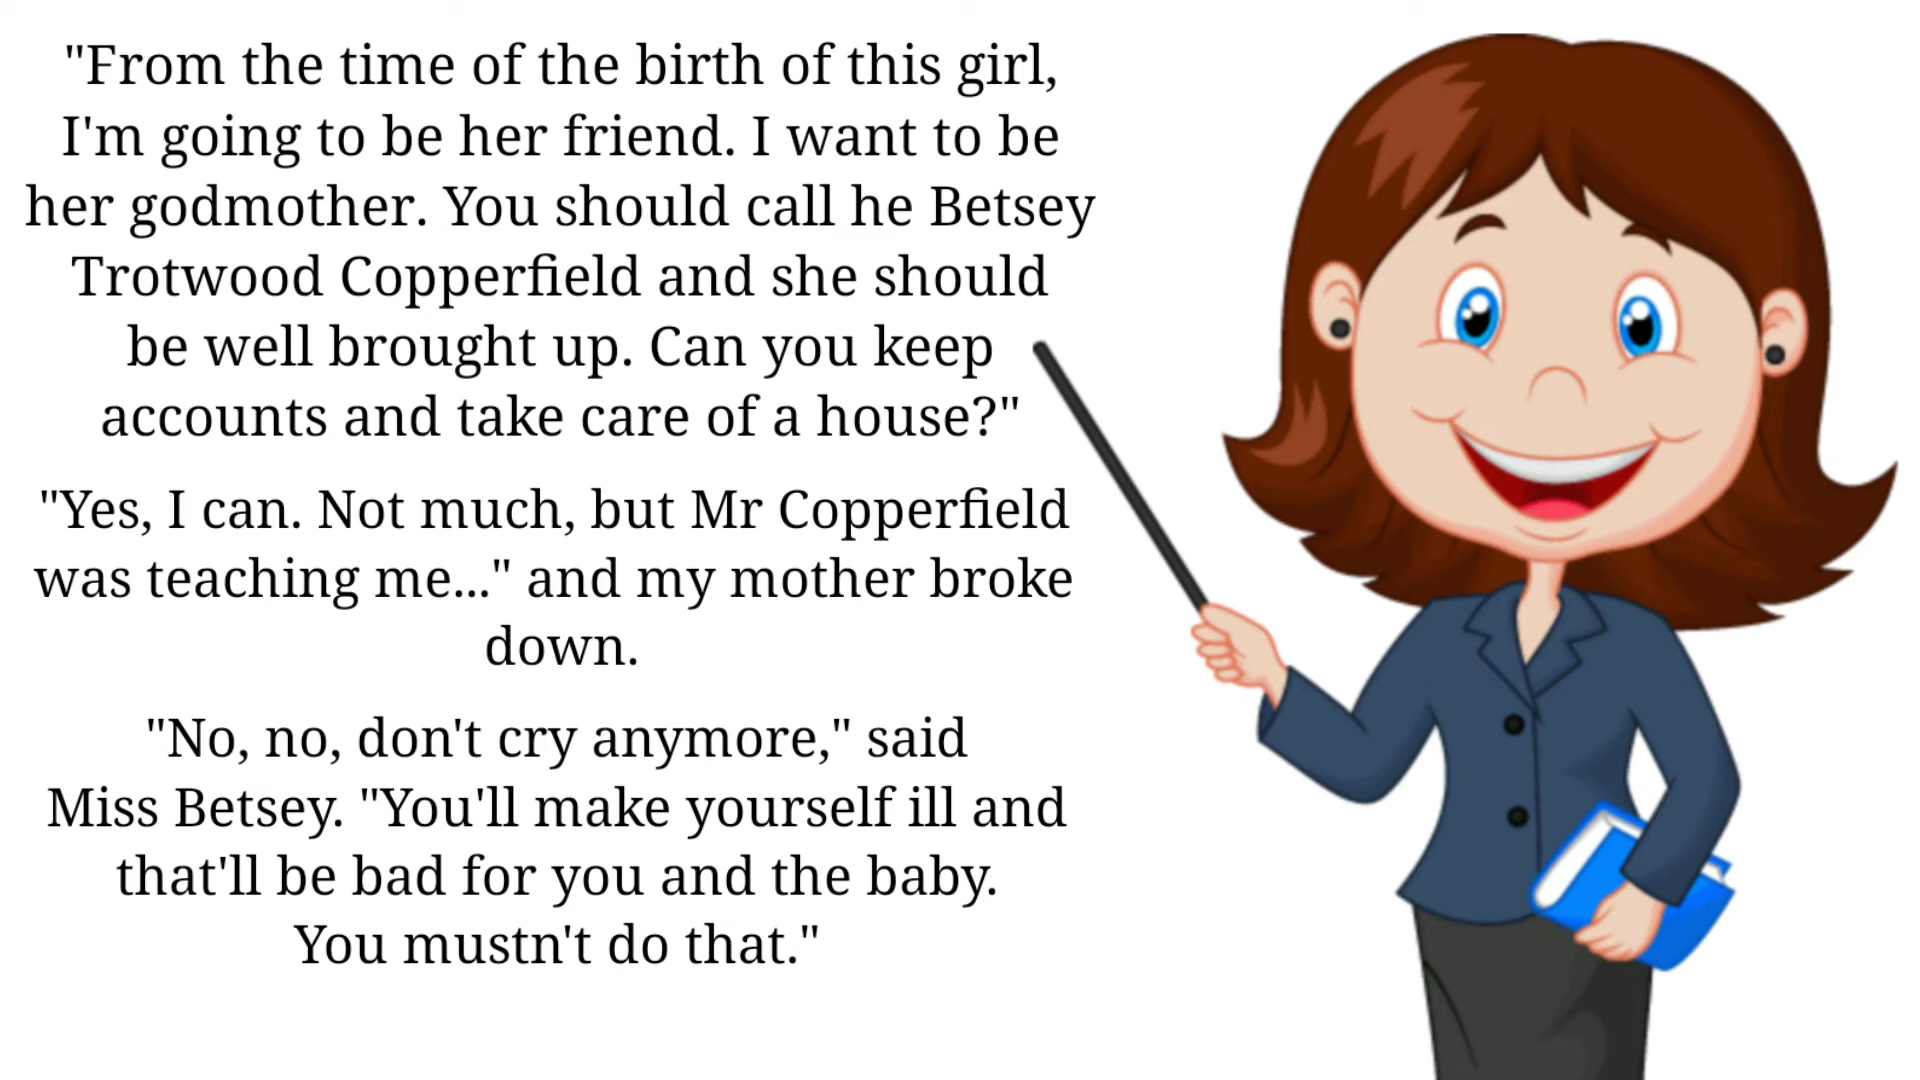 "From the time of the birth of this girl,
I'm going to be her friend. I want to be
her godmother. You should call he Betsey
Trotwood Copperfield and she should
be well brought up. Can you keep
accounts and take care of a house?"
"Yes, I can. Not much, but Mr Copperfield
was teaching me..." and my mother broke
down.
"No, no, don't cry anymore," said
Miss Betsey. "You'll make yourself ill and
that'll be bad for you and the baby.
You mustn't do that."